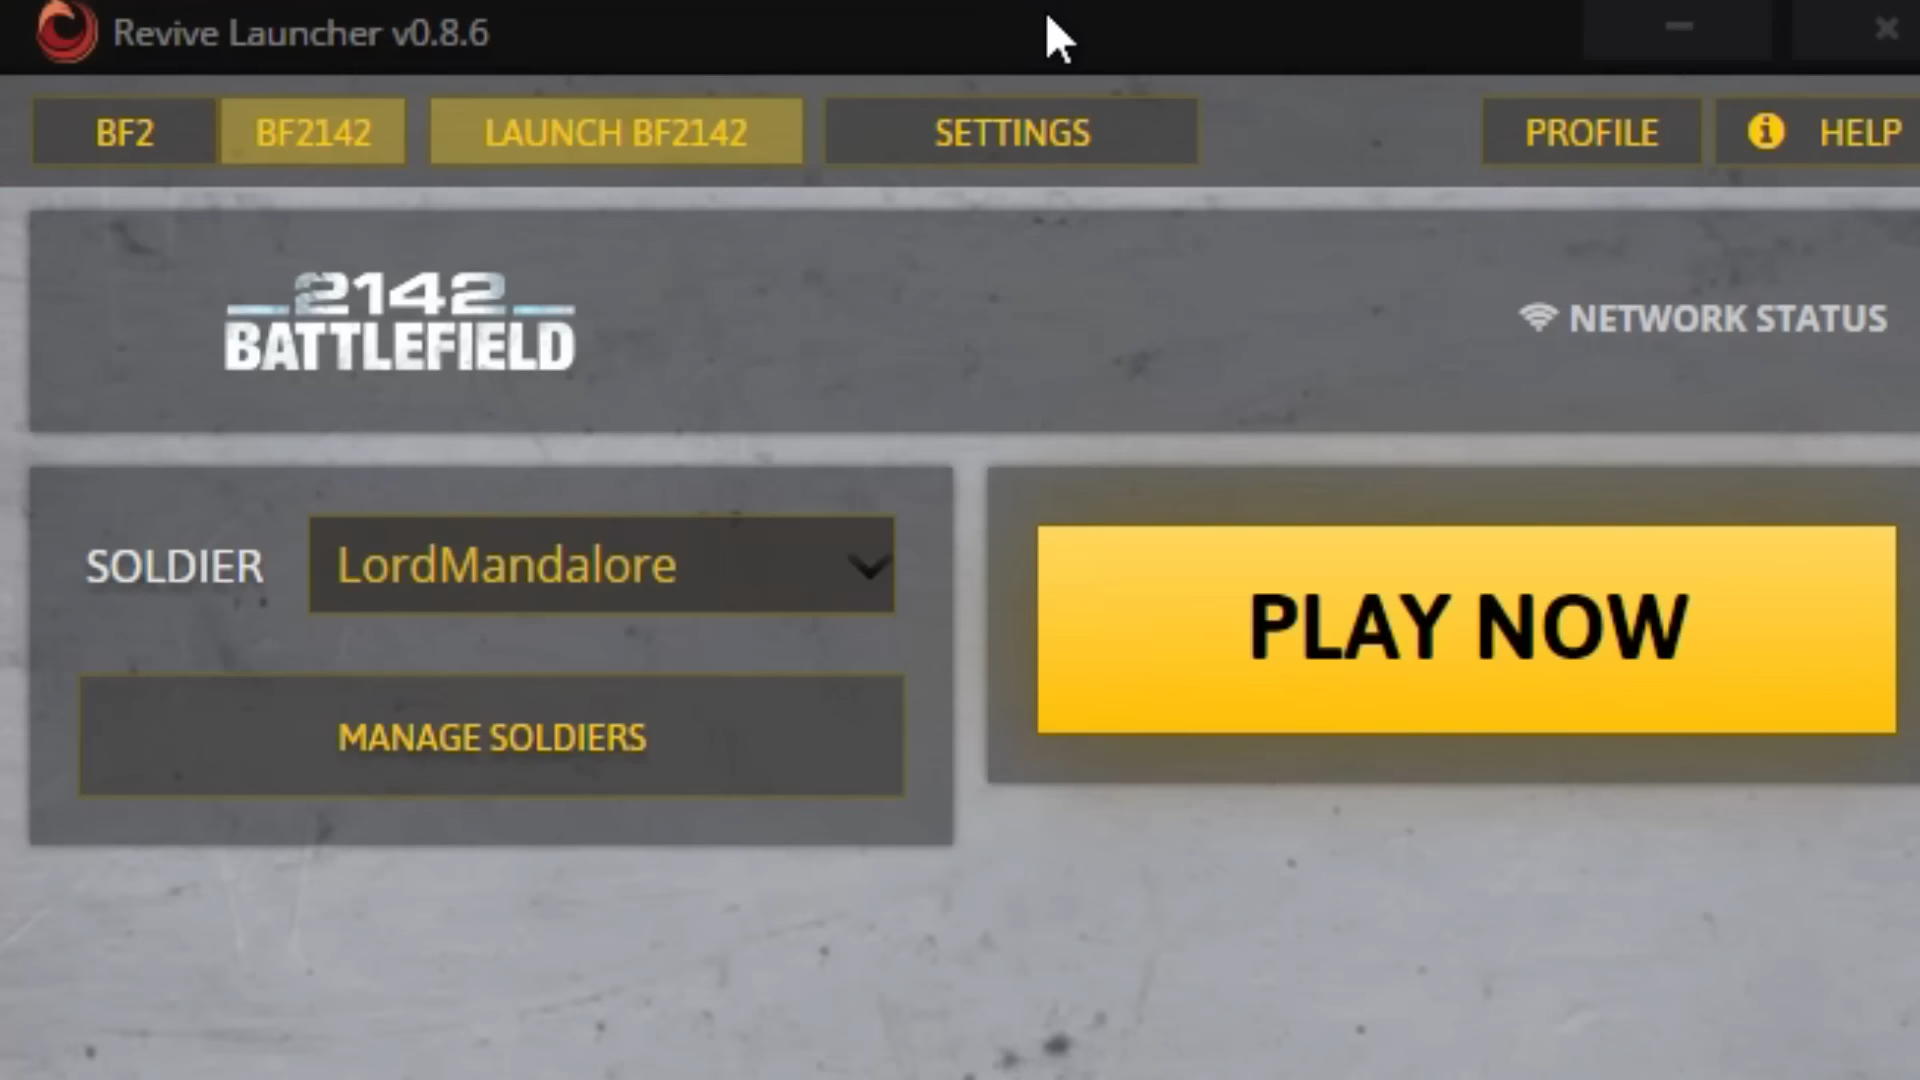 Revive Launcher v0.8.6
BF2
BF2142
LAUNCH BF2142
SETTINGS
PROFILE
HELP
2142
BATTLEFIELD
NETWORK STATUS
SOLDIER
LordMandalore
PLAY NOW
MANAGE SOLDIERS